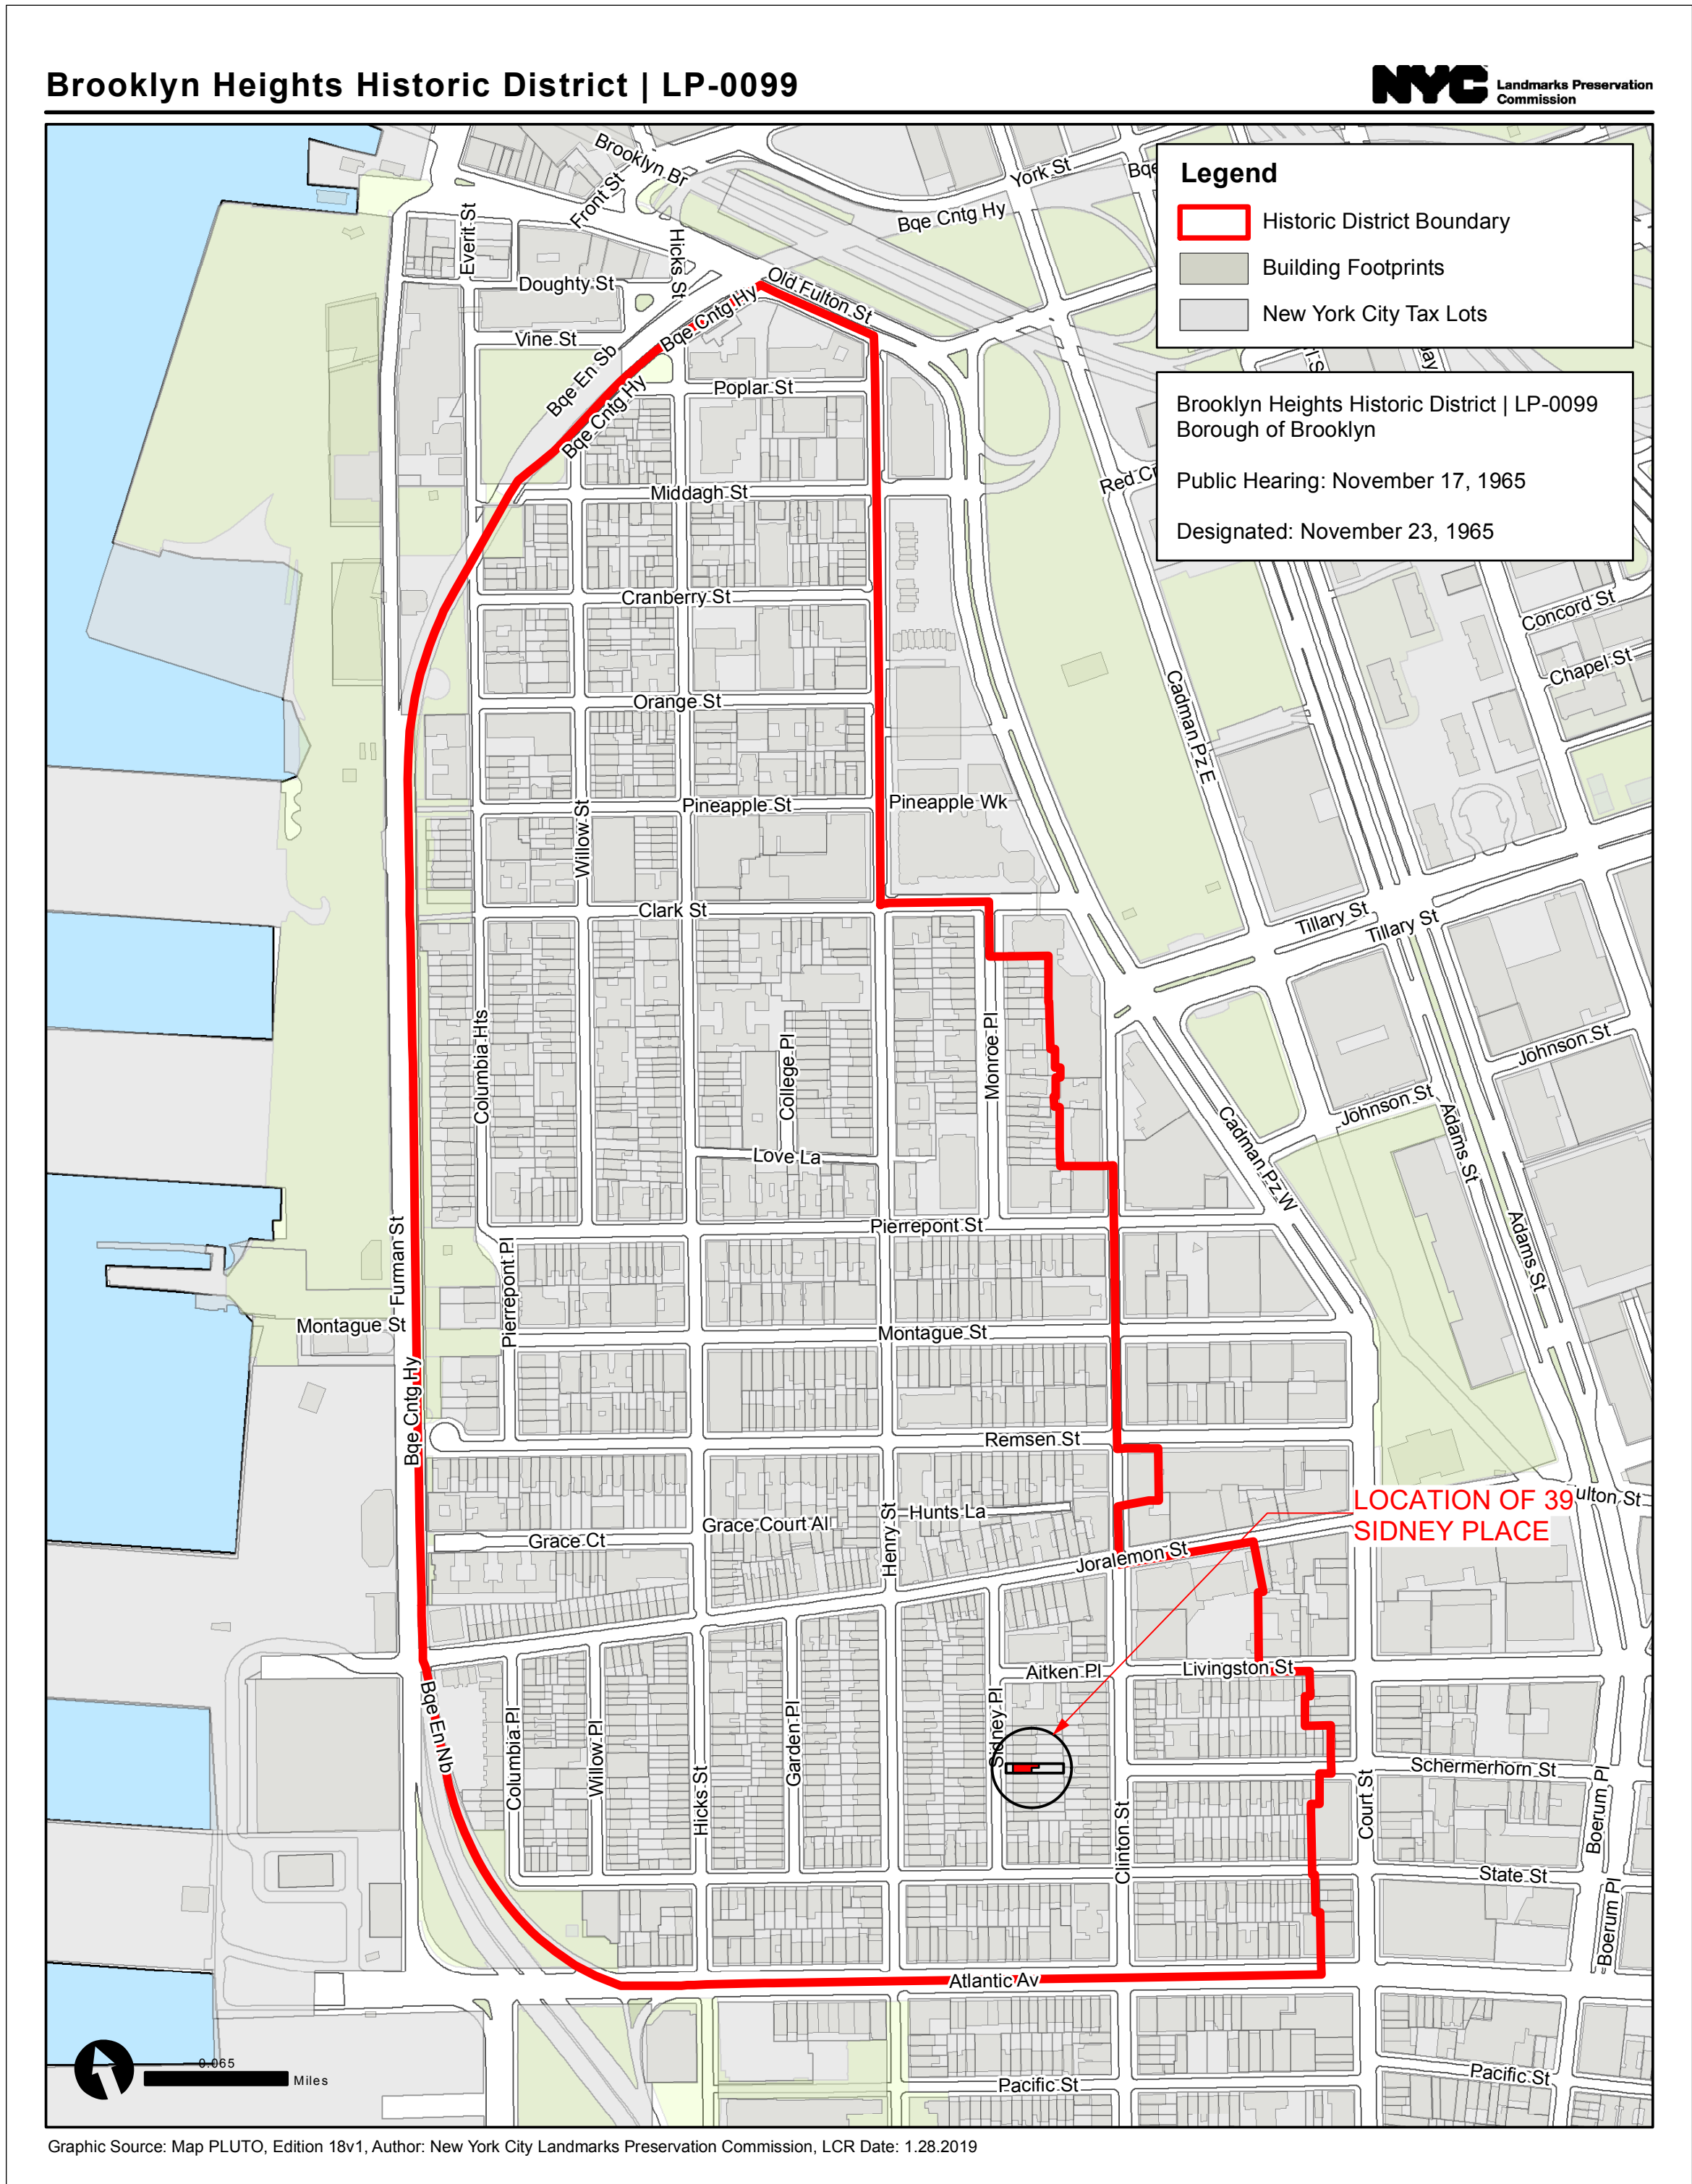 Brooklyn Heights Historic District | LP-0099
NYC Landmarks Preservation
Commission
Legend
Historic District Boundary
Building Footprints
New York City Tax Lots
Brooklyn Heights Historic District | LP-0099
Borough of Brooklyn
Public Hearing: November 17, 1965
Designated: November 23, 1965
Brooklyn Br
York St
Bqe
Front St
Bqe Cntg Hy
Everit St
Hicks St
Doughty St
Old Fulton St
Bqe Cntg Hy
Vine St
Bqe En Sb
Poplar St
Bqe Cntg Hy
Middagh St
Red Cr
Cranberry St
Concord St
Chapel St
Orange St
Cadman Pz E
Pineapple St
Pineapple Wk
Willow St
Clark St
Tillary St
Tillary St
Columbia Hts
College Pl
Monroe Pl
Johnson St
Johnson St
Adams St
Cadman Pz W
Love La
Furman St
Pierrepont St
Pierrepont Pl
Adams St
Montague St
Montague St
Bqe Cntg Hy
Remsen St
LOCATION OF 39
SIDNEY PLACE
ulton St
Hunts La
Grace Court Al
Henry St
Grace Ct
Joralemon St
Aitken Pl
Livingston St
Bqe En Nb
Columbia Pl
Willow Pl
Garden Pl
Sidney Pl
Schermerhorn St
Hicks St
Clinton St
Court St
Boerum Pl
State St
Boerum Pl
Atlantic Av
0.065
Miles
Pacific St
Pacific St
Graphic Source: Map PLUTO, Edition 18v1, Author: New York City Landmarks Preservation Commission, LCR Date: 1.28.2019